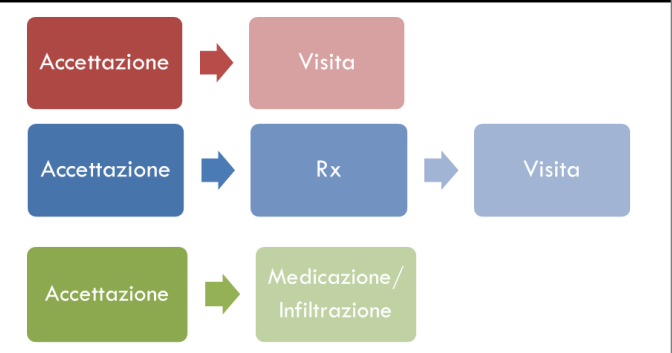 Accettazione
Visita
Accettazione
Rx
Visita
Accettazione
Medicazione/
Infiltrazione